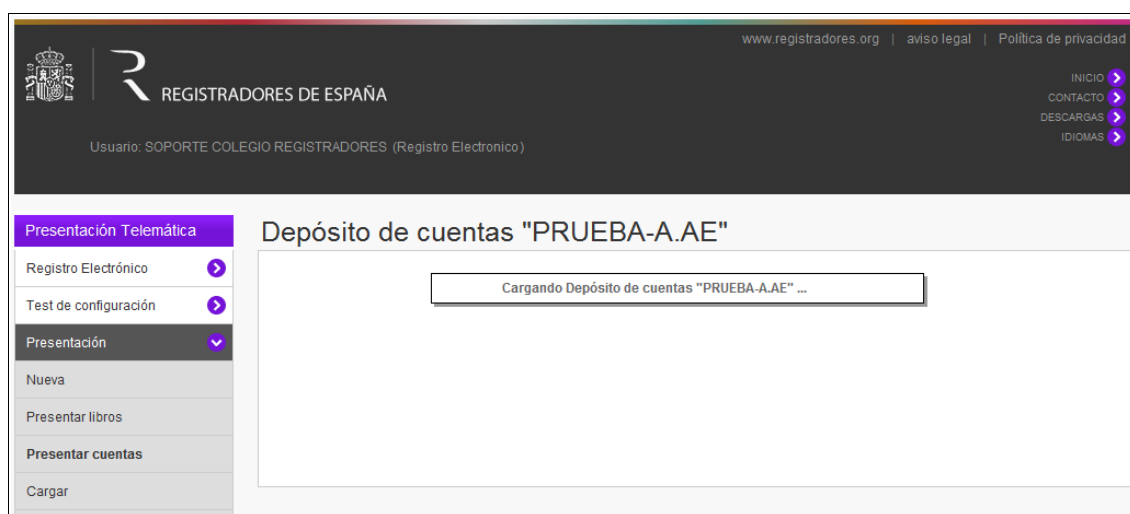 www.registradores.org | aviso legal | Política de privacidad
REGISTRADORES DE ESPAÑA
INICIO
CONTACTO
DESCARGAS
IDIOMAS
Usuario: SOPORTE COLEGIO REGISTRADORES (Registro Electronico)
Presentación Telemática
Registro Electrónico
Test de configuración
Presentación
Nueva
Presentar libros
Presentar cuentas
Cargar
Depósito de cuentas "PRUEBA-A.AE"
Cargando Depósito de cuentas "PRUEBA-A.AE" ...